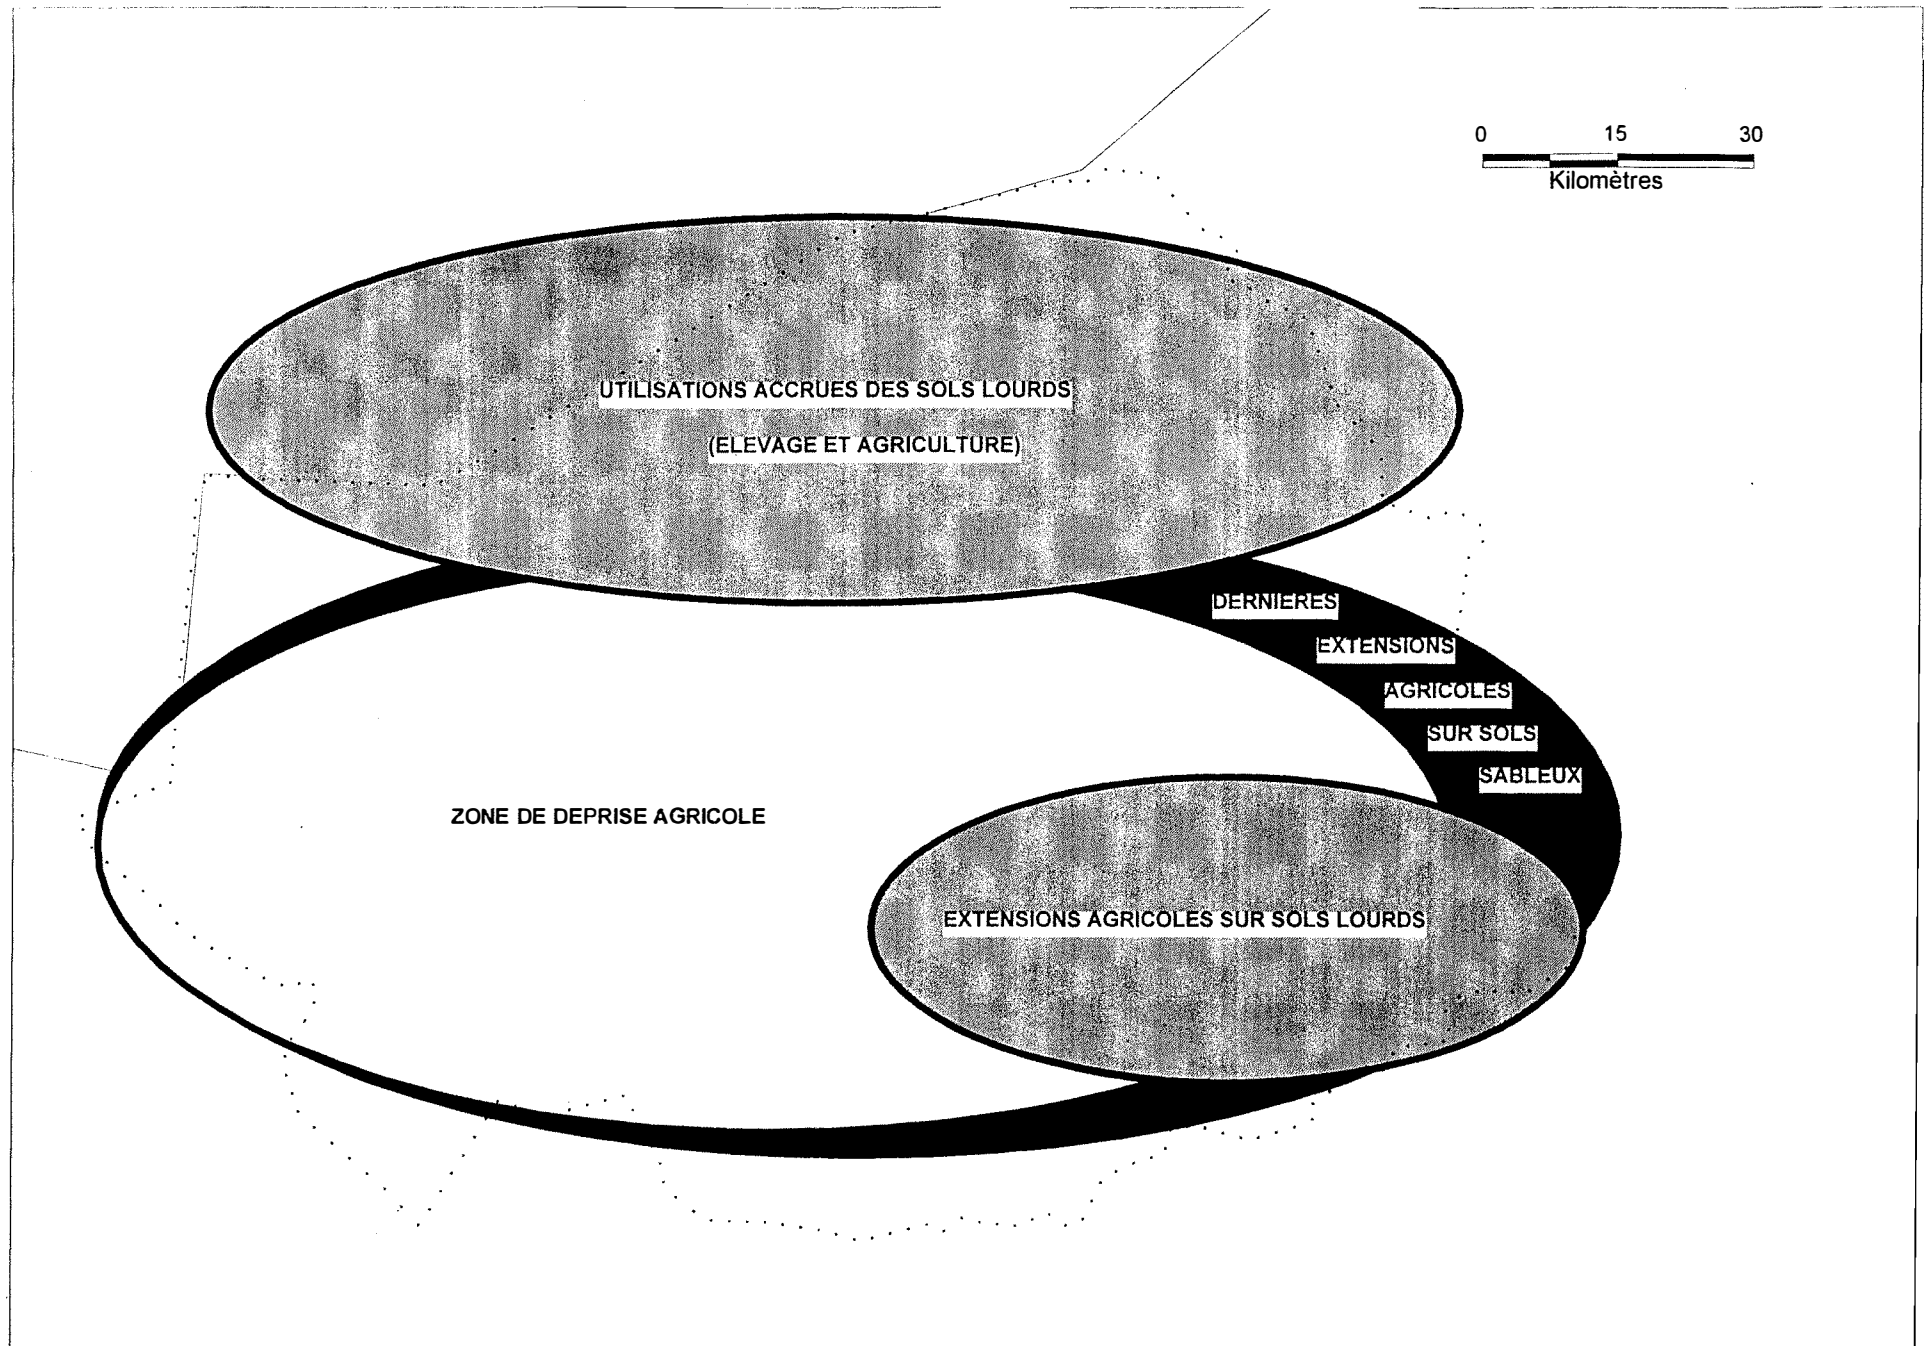 0 15 30
Kilomètres
UTILISATIONS ACCRUES DES SOLS LOURDS
(ELEVAGE ET AGRICULTURE)
DERNIERES
EXTENSIONS
AGRICOLES
SUR SOLS
SABLEUX
ZONE DE DEPRISE AGRICOLE
EXTENSIONS AGRICOLES SUR SOLS LOURDS